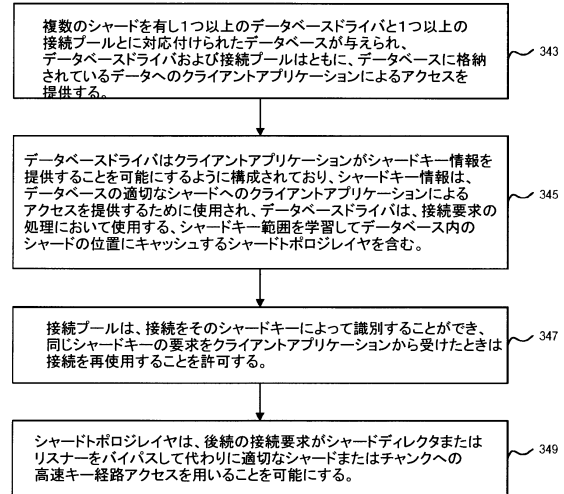 複数のシャードを有し1つ以上のデータベースドライバと1つ以上の
接続プールとに対応付けられたデータベースが与えられ、
データベースドライバおよび接続プールはともに、データベースに格納
されているデータへのクライアントアプリケーションによるアクセスを
提供する。
343
データベースドライバはクライアントアプリケーションがシャードキー情報を
提供することを可能にするように構成されており、シャードキー情報は、
データベースの適切なシャードへのクライアントアプリケーションによる
アクセスを提供するために使用され、データベースドライバは、接続要求の
処理において使用する、シャードキー範囲を学習してデータベース内の
シャードの位置にキャッシュするシャードトポロジレイヤを含む。
345
接続プールは、接続をそのシャードキーによって識別することができ、
同じシャードキーの要求をクライアントアプリケーションから受けたときは
接続を再使用することを許可する。
347
シャードトポロジレイヤは、後続の接続要求がシャードディレクタまたは
リスナーをバイパスして代わりに適切なシャードまたはチャンクへの
高速キー経路アクセスを用いることを可能にする。
349